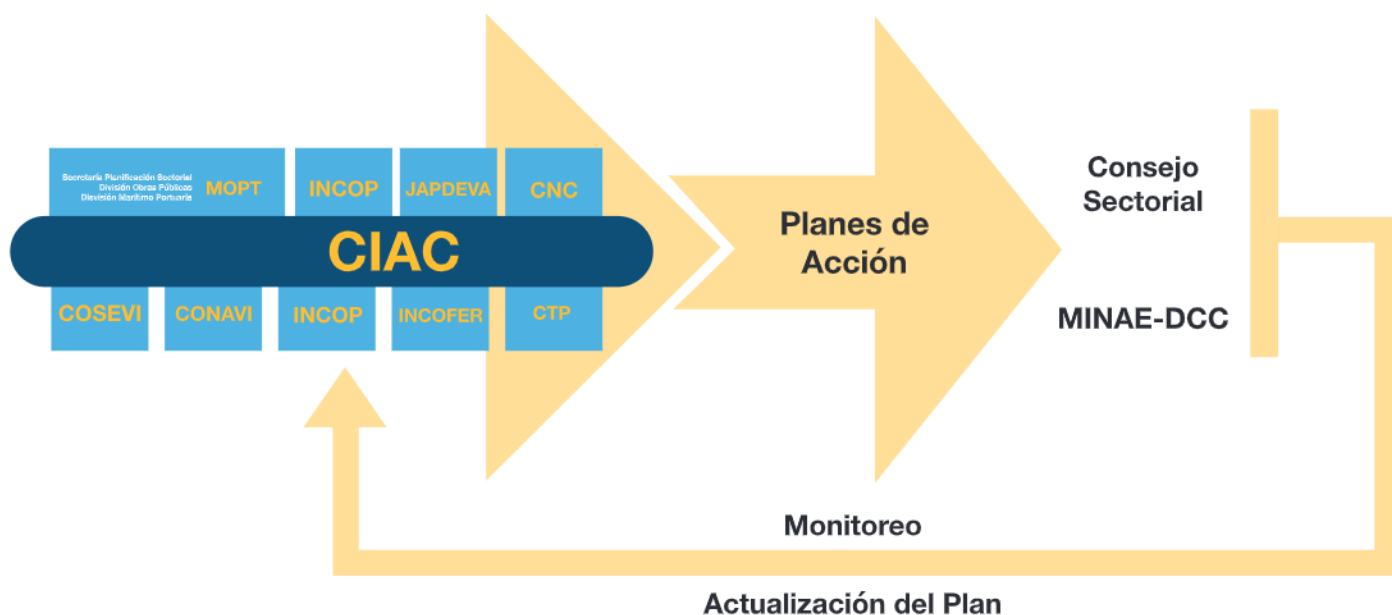 Secretaría Planificación Sectorial
División Obras Públicas
Diavisión Marítimo Portuaria
MOPT
INCOP
JAPDEVA
CNC
CIAC
COSEVI
CONAVI
INCOP
INCOFER
CTP
Planes de
Acción
Consejo
Sectorial
MINAE-DCC
Monitoreo
Actualización del Plan